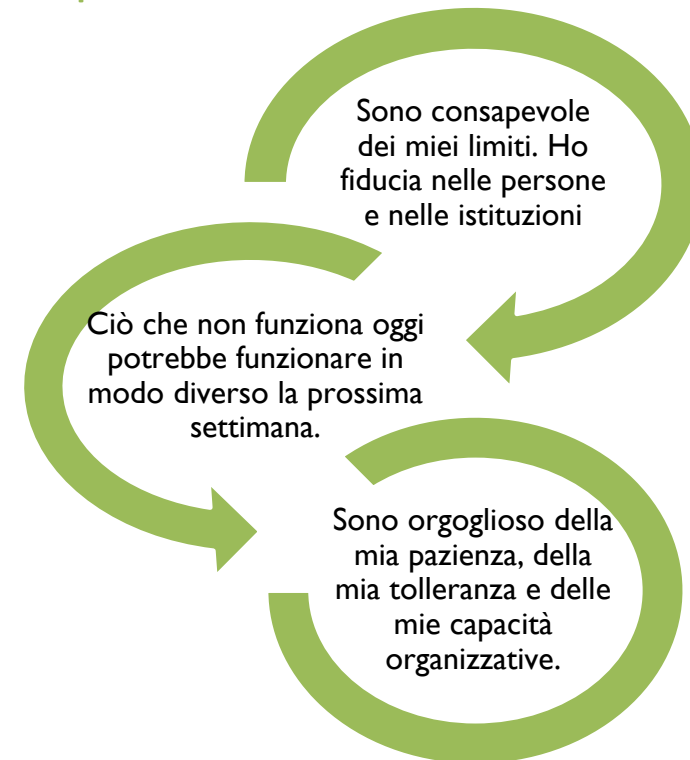 Sono consapevole
dei miei limiti. Ho
fiducia nelle persone
e nelle istituzioni
Ciò che non funziona oggi
potrebbe funzionare in
modo diverso la prossima
settimana.
Sono orgoglioso della
mia pazienza, della
mia tolleranza e delle
mie capacità
organizzative.